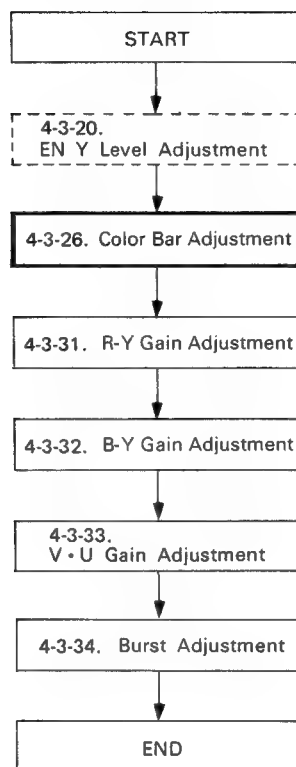 START
4-3-20.
EN Y Level Adjustment
4-3-26. Color Bar Adjustment
4-3-31. R-Y Gain Adjustment
4-3-32. B-Y Gain Adjustment
4-3-33.
V•U Gain Adjustment
4-3-34. Burst Adjustment
END